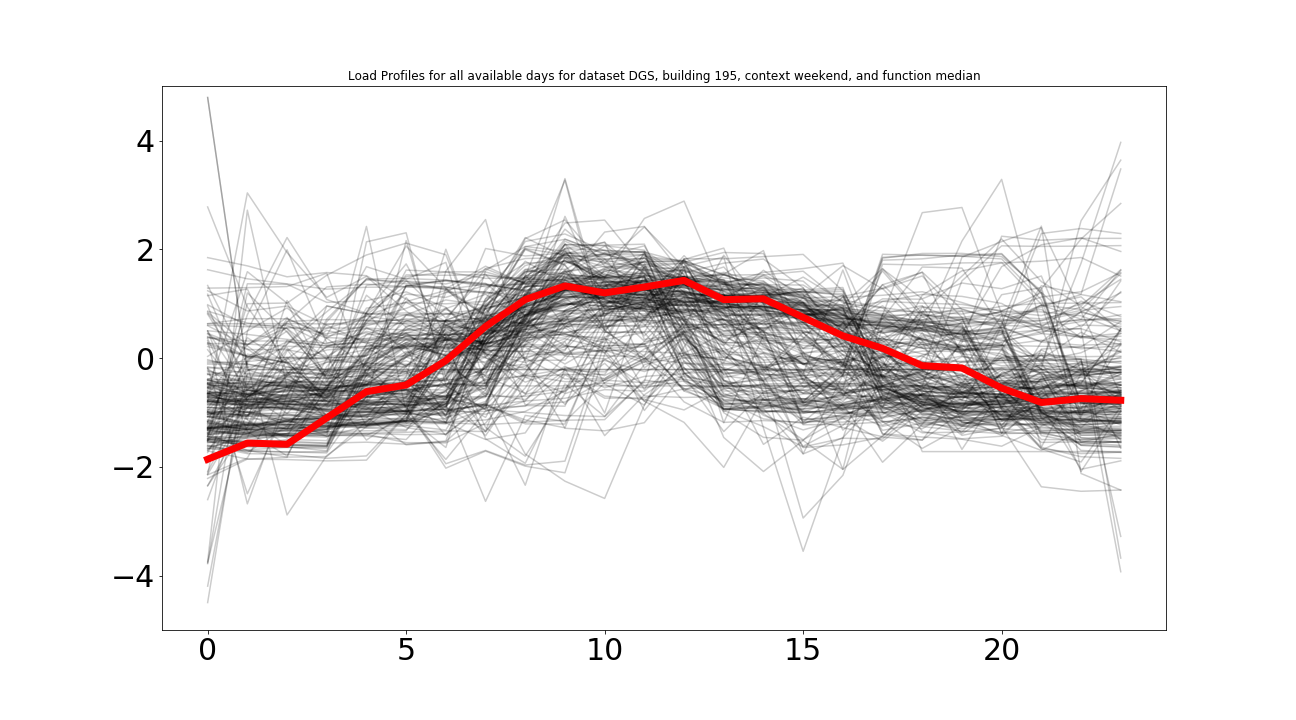 Load Profiles for all available days for dataset DGS, building 195, context weekend, and function median
4
2
0
−2
−4
0 5 10 15 20